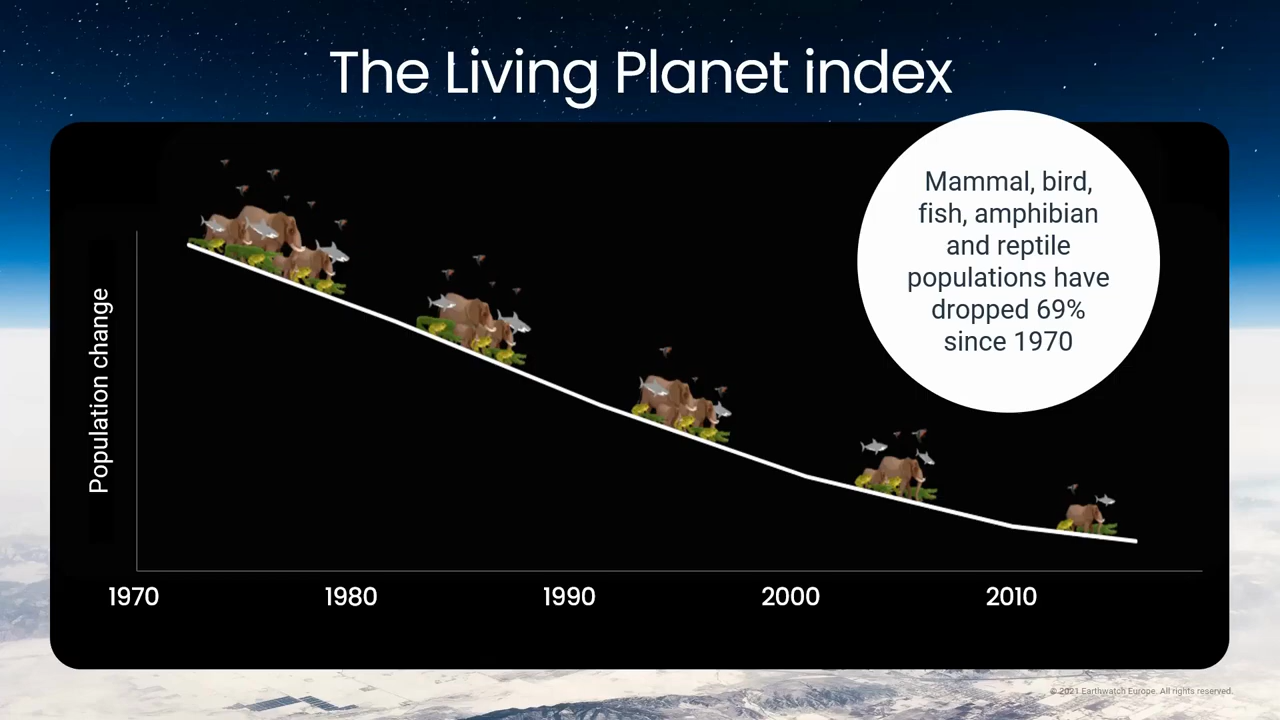 The Living Planet index
Mammal, bird,
fish, amphibian
and reptile
populations have
dropped 69%
since 1970
Population change
1970 1980 1990 2000 2010
© 2021 Earthwatch Europe. All rights reserved.